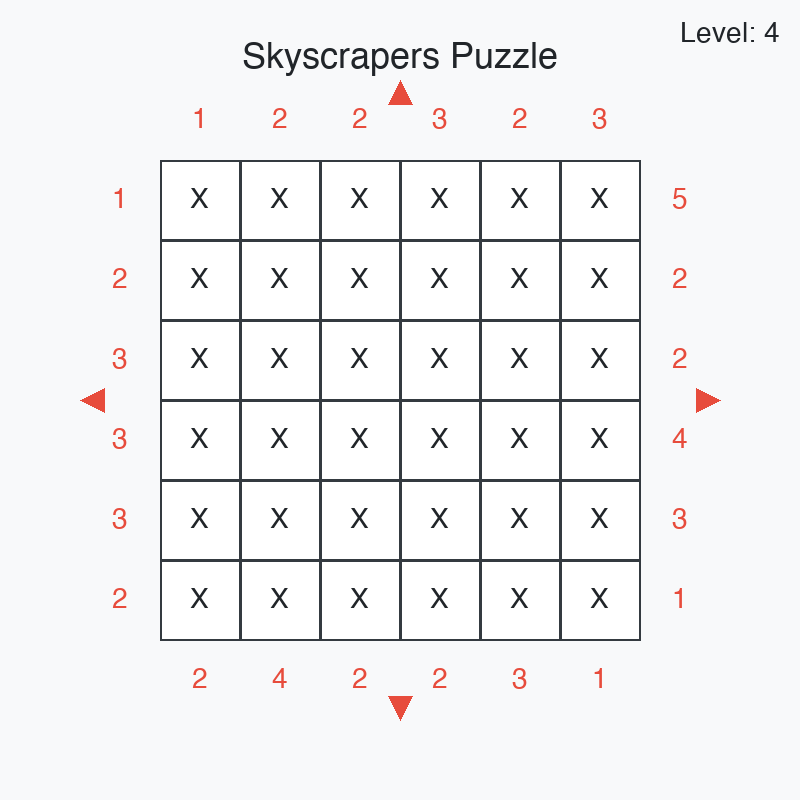 Level: 4
Skyscrapers Puzzle
1 2 2 3 2 3
1 X X X X X X 5
2 X X X X X X 2
3 X X X X X X 2
3 X X X X X X 4
3 X X X X X X 3
2 X X X X X X 1
2 4 2 2 3 1